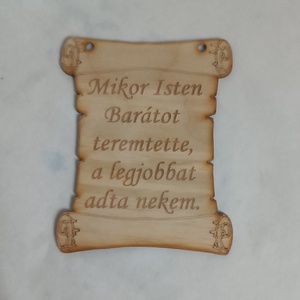 Mikor Isten
Barátot
teremtette,
a legjobbat
adta nekem.